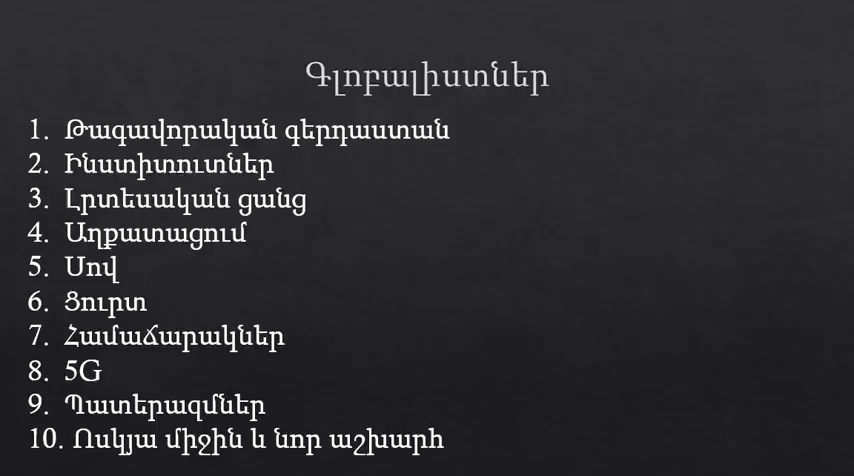 Գլոբալիստներ
1. Թագավորական գերդաստան
2. Ինստիտուտներ
3. Լրտեսական ցանց
4. Աղքատացում
5. Սով
6. Ցուրտ
7. Համաճարակներ
8. 5G
9. Պատերազմներ
10. Ոսկյա միջին և նոր աշխարհ